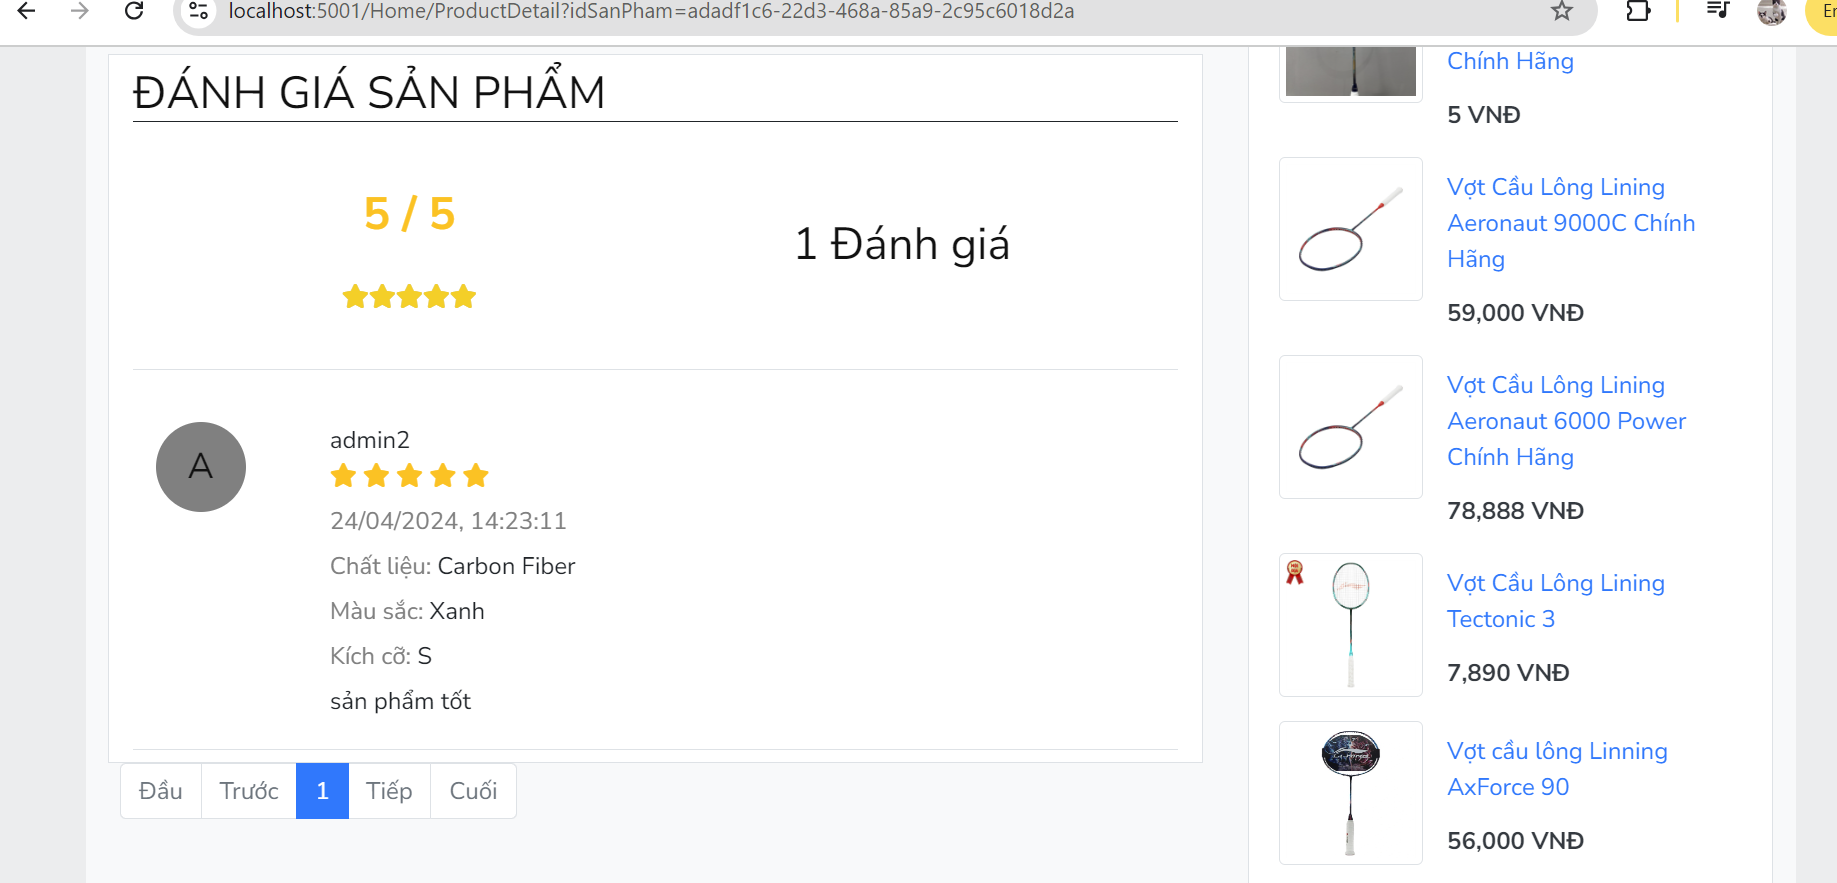 localhost:5001/Home/ProductDetail?idSanPham=adadf1c6-22d3-468a-85a9-2c95c6018d2a
ĐÁNH GIÁ SẢN PHẨM
5 / 5
1 Đánh giá
A
admin2
24/04/2024, 14:23:11
Chất liệu: Carbon Fiber
Màu sắc: Xanh
Kích cỡ: S
sản phẩm tốt
Đầu
Trước
1
Tiếp
Cuối
Chính Hãng
5 VNĐ
Vợt Cầu Lông Lining
Aeronaut 9000C Chính
Hãng
59,000 VNĐ
Vợt Cầu Lông Lining
Aeronaut 6000 Power
Chính Hãng
78,888 VNĐ
Vợt Cầu Lông Lining
Tectonic 3
7,890 VNĐ
Vợt cầu lông Linning
AxForce 90
56,000 VNĐ